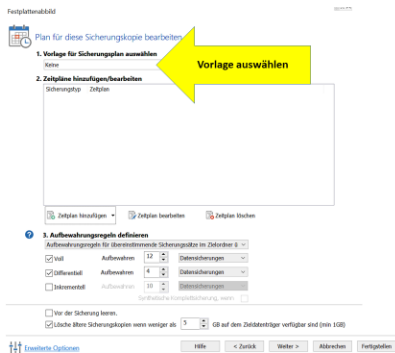 Festplattenabbild
Plan für diese Sicherungskopie bearbeiten
1. Vorlage für Sicherungsplan auswählen
Keine
Vorlage auswählen
2. Zeitpläne hinzufügen/bearbeiten
Sicherungstyp Zeitplan
Zeitplan hinzufügen Zeitplan bearbeiten Zeitplan löschen
3. Aufbewahrungsregeln definieren
Aufbewahrungsregeln für übereinstimmende Sicherungssätze im Zielordner ü
Voll Aufbewahren 12 Datensicherungen
Differentiell Aufbewahren 4 Datensicherungen
Inkrementell Aufbewahren 10 Datensicherungen
Synthetische Komplettsicherung, wenn
Vor der Sicherung leeren.
Lösche ältere Sicherungskopien wenn weniger als 5 GB auf dem Zieldatenträger verfügbar sind (min 1GB)
Erweiterte Optionen
Hilfe < Zurück Weiter > Abbrechen Fertigstellen